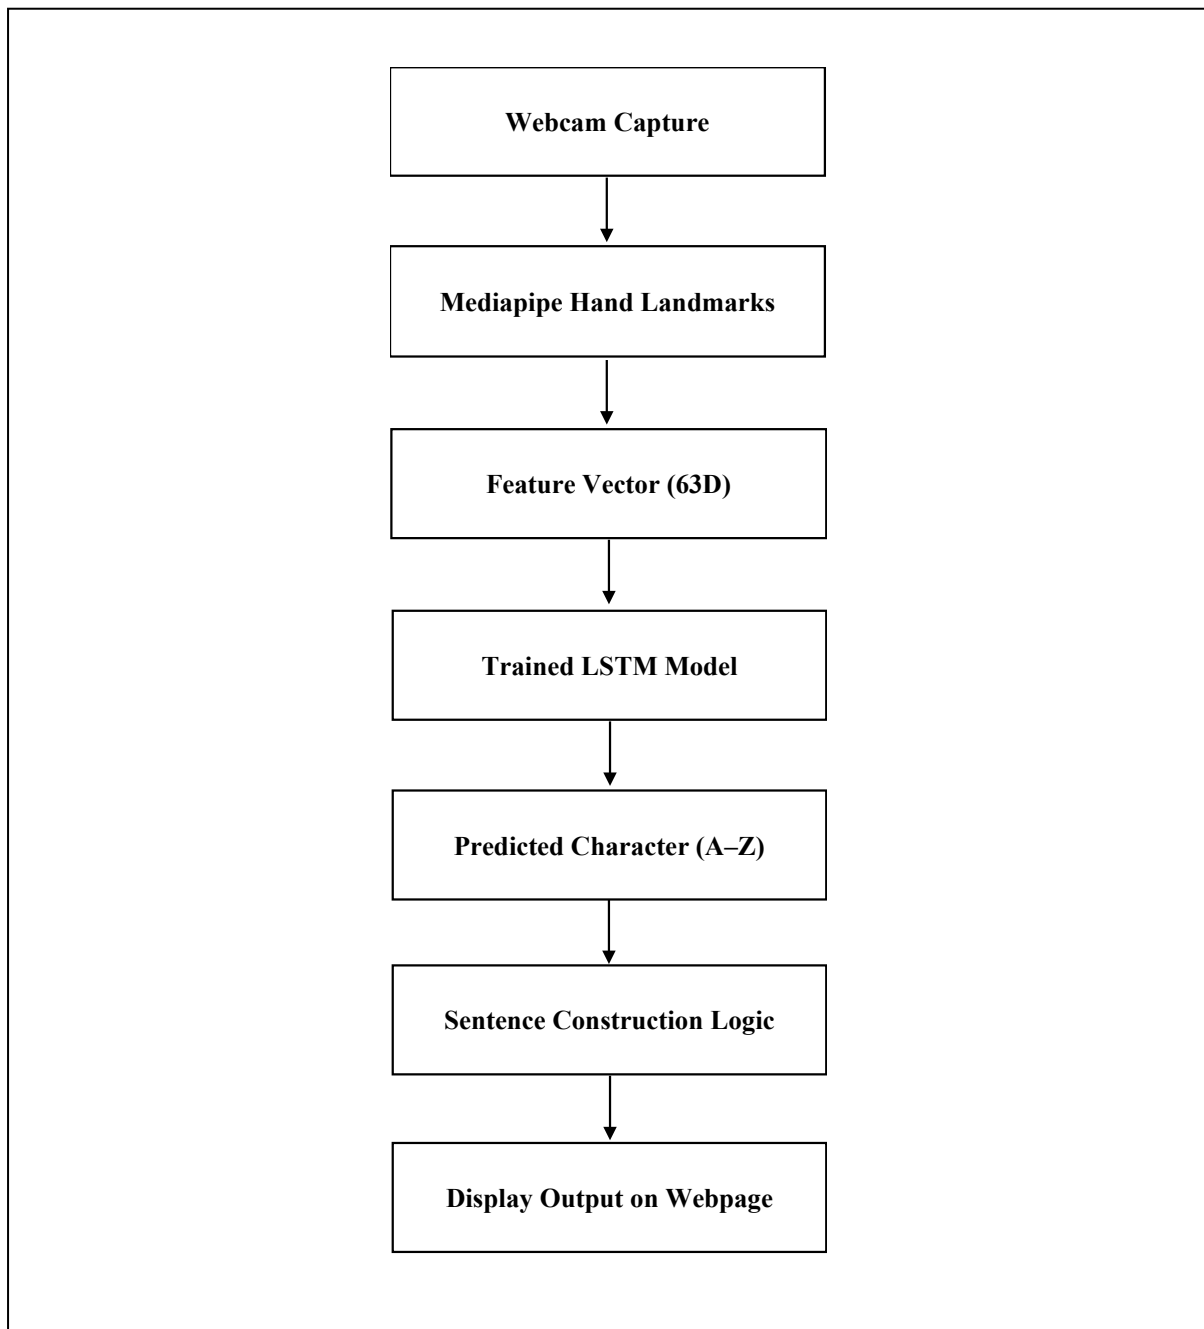 Webcam Capture
Mediapipe Hand Landmarks
Feature Vector (63D)
Trained LSTM Model
Predicted Character (A–Z)
Sentence Construction Logic
Display Output on Webpage